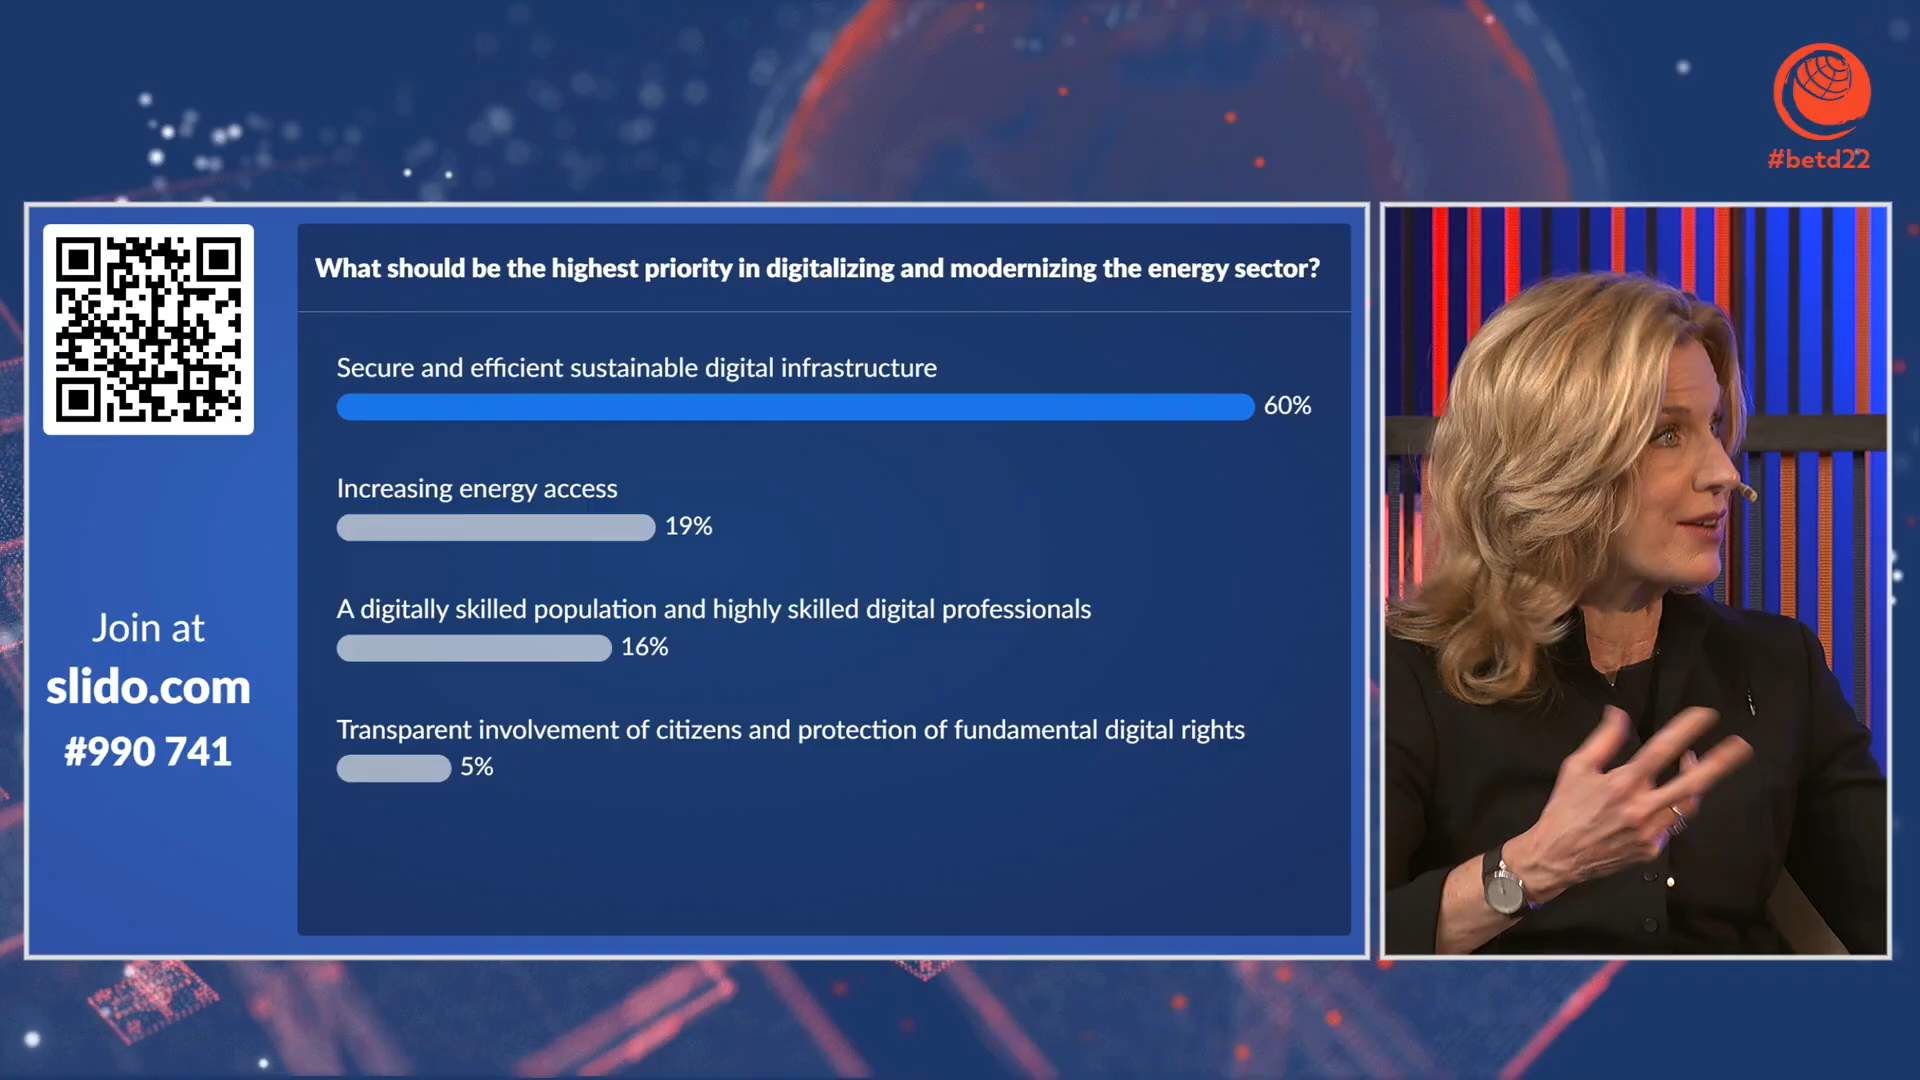 #betd22
What should be the highest priority in digitalizing and modernizing the energy sector?
Secure and efficient sustainable digital infrastructure
60%
Increasing energy access
19%
A digitally skilled population and highly skilled digital professionals
16%
Transparent involvement of citizens and protection of fundamental digital rights
5%
Join at
slido.com
#990 741